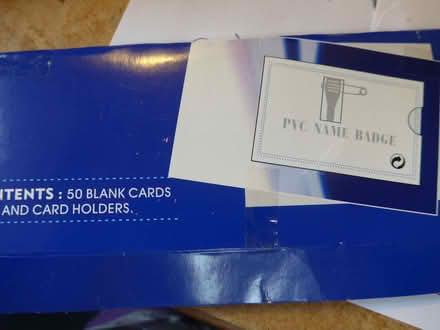 PVC NAME BADGE
NTENTS : 50 BLANK CARDS
AND CARD HOLDERS.